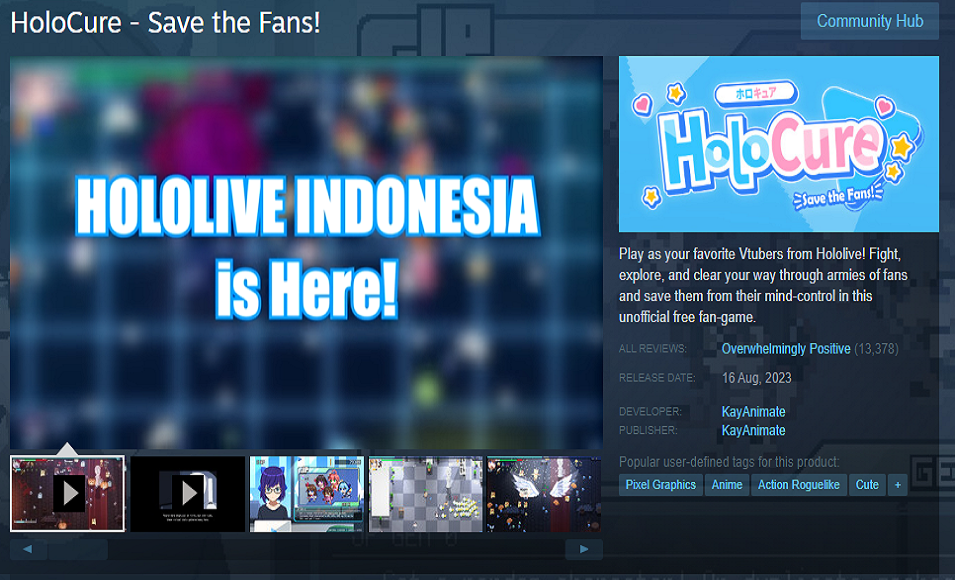 HoloCure - Save the Fans!
Community Hub
HOLOLIVE INDONESIA
is Here!
ホロキュア
HoloCure
Save the Fans!
Play as your favorite Vtubers from Hololive! Fight,
explore, and clear your way through armies of fans
and save them from their mind-control in this
unofficial free fan-game.
ALL REVIEWS: Overwhelmingly Positive (13,378)
RELEASE DATE: 16 Aug, 2023
DEVELOPER: KayAnimate
PUBLISHER: KayAnimate
Popular user-defined tags for this product:
Pixel Graphics Anime Action Roguelike Cute +